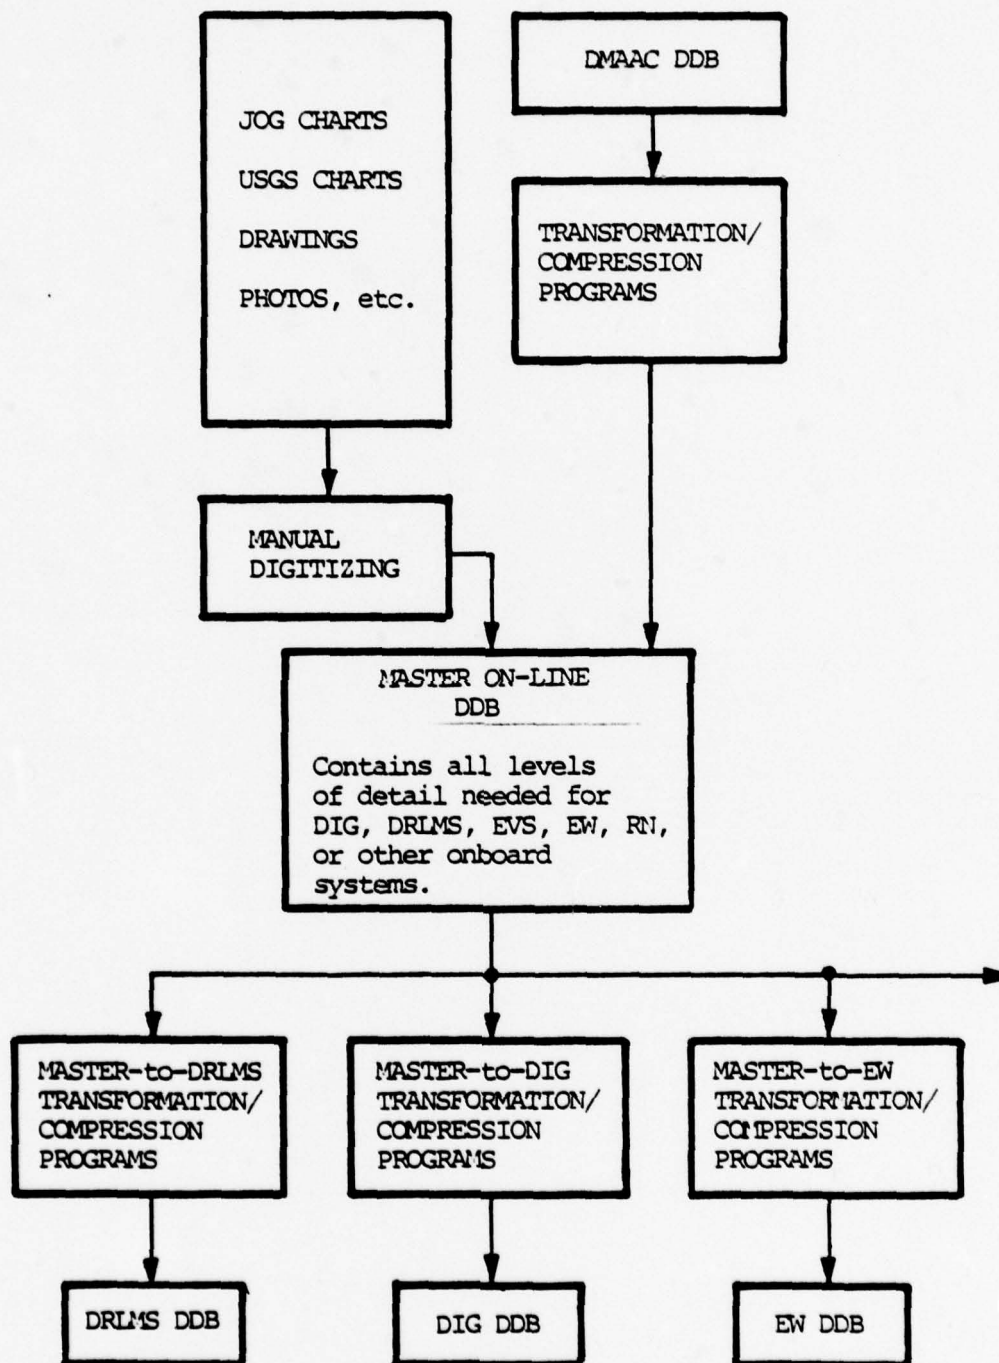 JOG CHARTS
USGS CHARTS
DRAWINGS
PHOTOS, etc.
DMAAC DDB
TRANSFORMATION/
COMPRESSION
PROGRAMS
MANUAL
DIGITIZING
MASTER ON-LINE
DDB
Contains all levels
of detail needed for
DIG, DRLMS, EVS, EW, RN,
or other onboard
systems.
MASTER-to-DRLMS
TRANSFORMATION/
COMPRESSION
PROGRAMS
MASTER-to-DIG
TRANSFORMATION/
COMPRESSION
PROGRAMS
MASTER-to-EW
TRANSFORMATION/
COMPRESSION
PROGRAMS
DRLMS DDB
DIG DDB
EW DDB